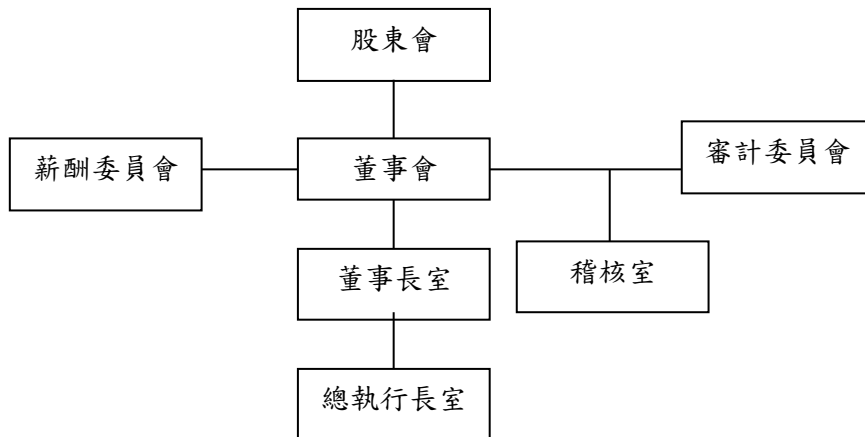 股東會
薪酬委員會
董事會
審計委員會
董事長室
稽核室
總執行長室